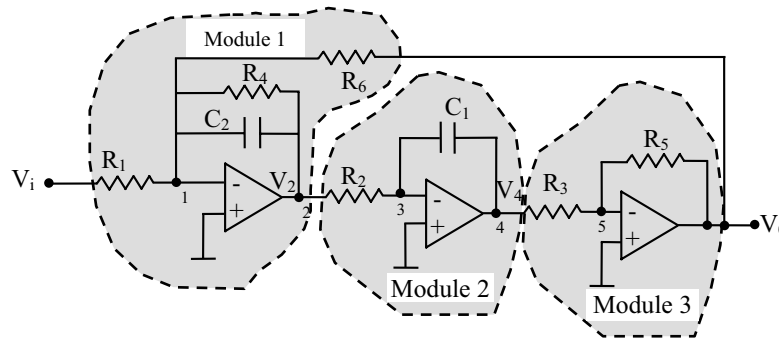 Module 1
R6
R4
C2
C1
R1
Vi
V2
R2
V4
R3
R5
-
+
-
+
-
+
1
2
3
4
5
Module 2
Module 3